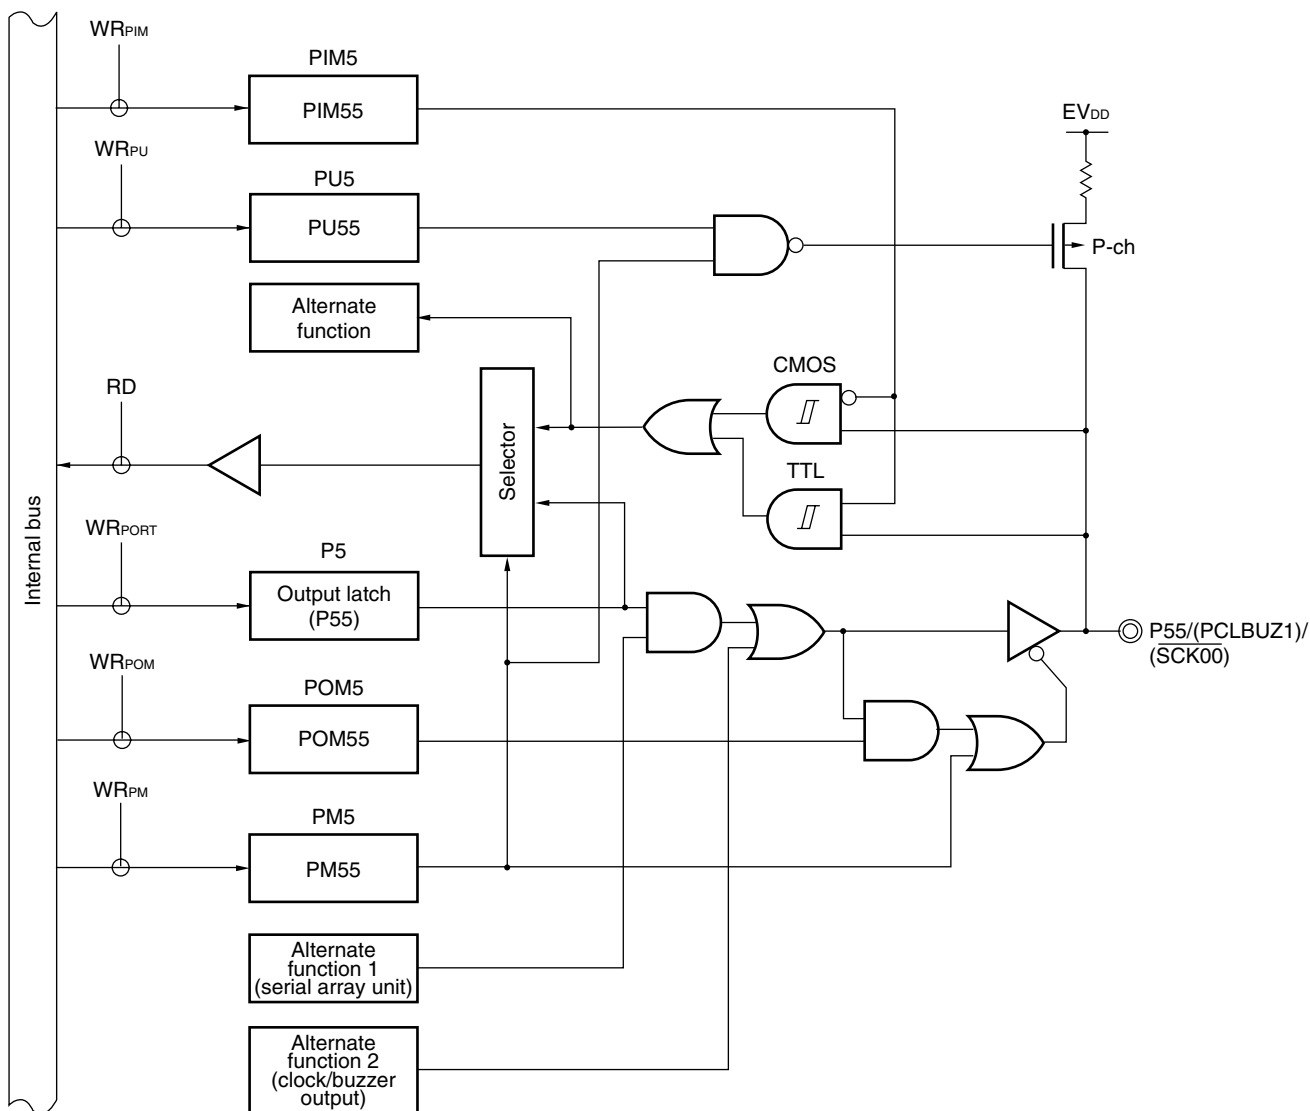 WRPIM
PIM5
PIM55
EVDD
WRPU
PU5
PU55
P-ch
Alternate
function
CMOS
RD
Selector
TTL
Internal bus
WRPORT
P5
Output latch
(P55)
P55/(PCLBUZ1)/
(SCK00)
WRPOM
POM5
POM55
WRPM
PM5
PM55
Alternate
function 1
(serial array unit)
Alternate
function 2
(clock/buzzer
output)